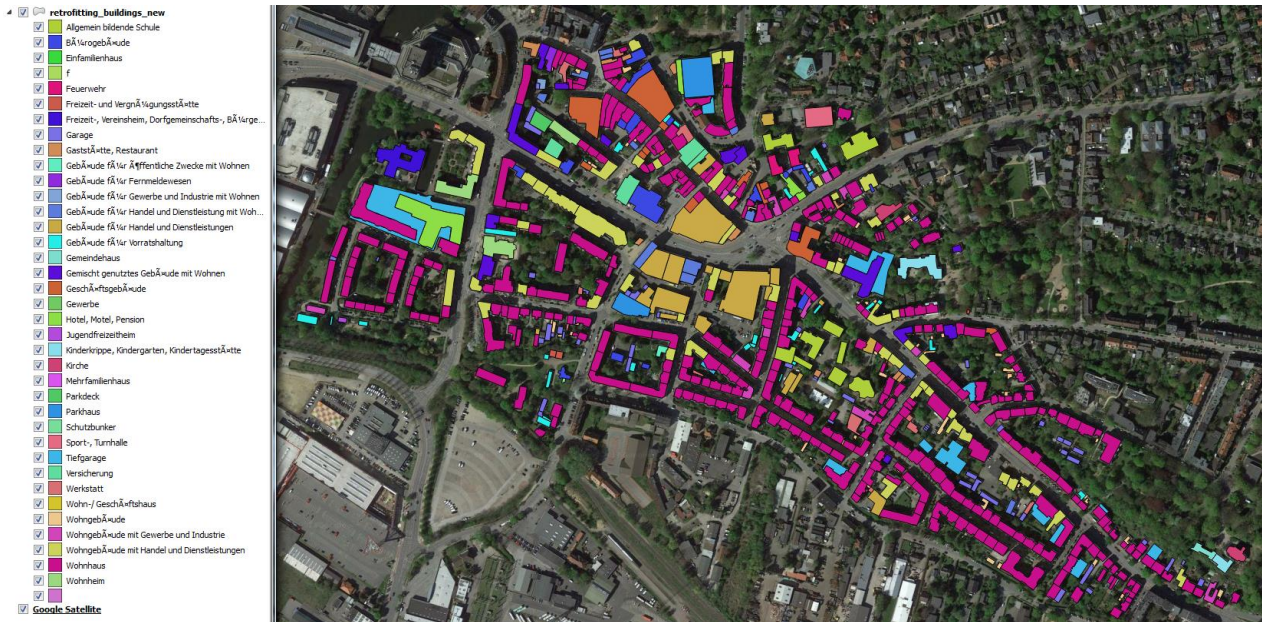 retrofitting_buildings_new
Allgemein bildende Schule
BÃ¼rogebÃ¤ude
Einfamilienhaus
f
Feuerwehr
Freizeit- und VergnÃ¼gungsstÃ¤tte
Freizeit-, Vereinsheim, Dorfgemeinschafts-, BÃ¼rge...
Garage
GaststÃ¤tte, Restaurant
GebÃ¤ude fÃ¼r Ã¶ffentliche Zwecke mit Wohnen
GebÃ¤ude fÃ¼r Fernmeldewesen
GebÃ¤ude fÃ¼r Gewerbe und Industrie mit Wohnen
GebÃ¤ude fÃ¼r Handel und Dienstleistung mit Woh...
GebÃ¤ude fÃ¼r Handel und Dienstleistungen
GebÃ¤ude fÃ¼r Vorratshaltung
Gemeindehaus
Gemischt genutztes GebÃ¤ude mit Wohnen
GeschÃ¤ftsgebÃ¤ude
Gewerbe
Hotel, Motel, Pension
Jugendfreizeitheim
Kinderkrippe, Kindergarten, KindertagesstÃ¤tte
Kirche
Mehrfamilienhaus
Parkdeck
Parkhaus
Schutzbunker
Sport-, Turnhalle
Tiefgarage
Versicherung
Werkstatt
Wohn-/ GeschÃ¤ftshaus
WohngebÃ¤ude
WohngebÃ¤ude mit Gewerbe und Industrie
WohngebÃ¤ude mit Handel und Dienstleistungen
Wohnhaus
Wohnheim
Google Satellite